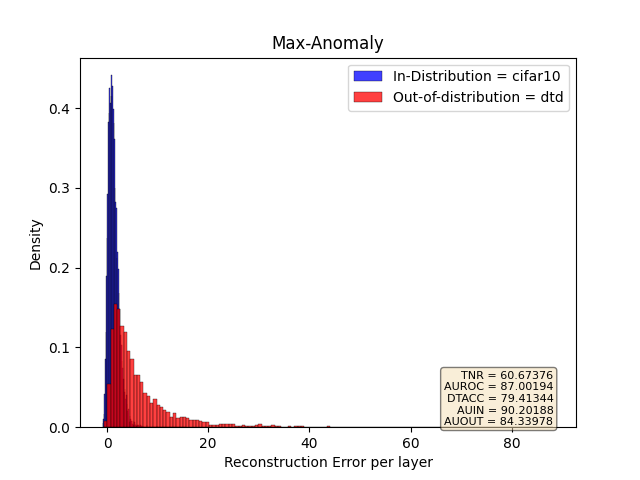 Max-Anomaly
In-Distribution = cifar10
Out-of-distribution = dtd
Density
0.4
0.3
0.2
0.1
0.0
TNR = 60.67376
AUROC = 87.00194
DTACC = 79.41344
AUIN = 90.20188
AUOUT = 84.33978
0 20 40 60 80
Reconstruction Error per layer